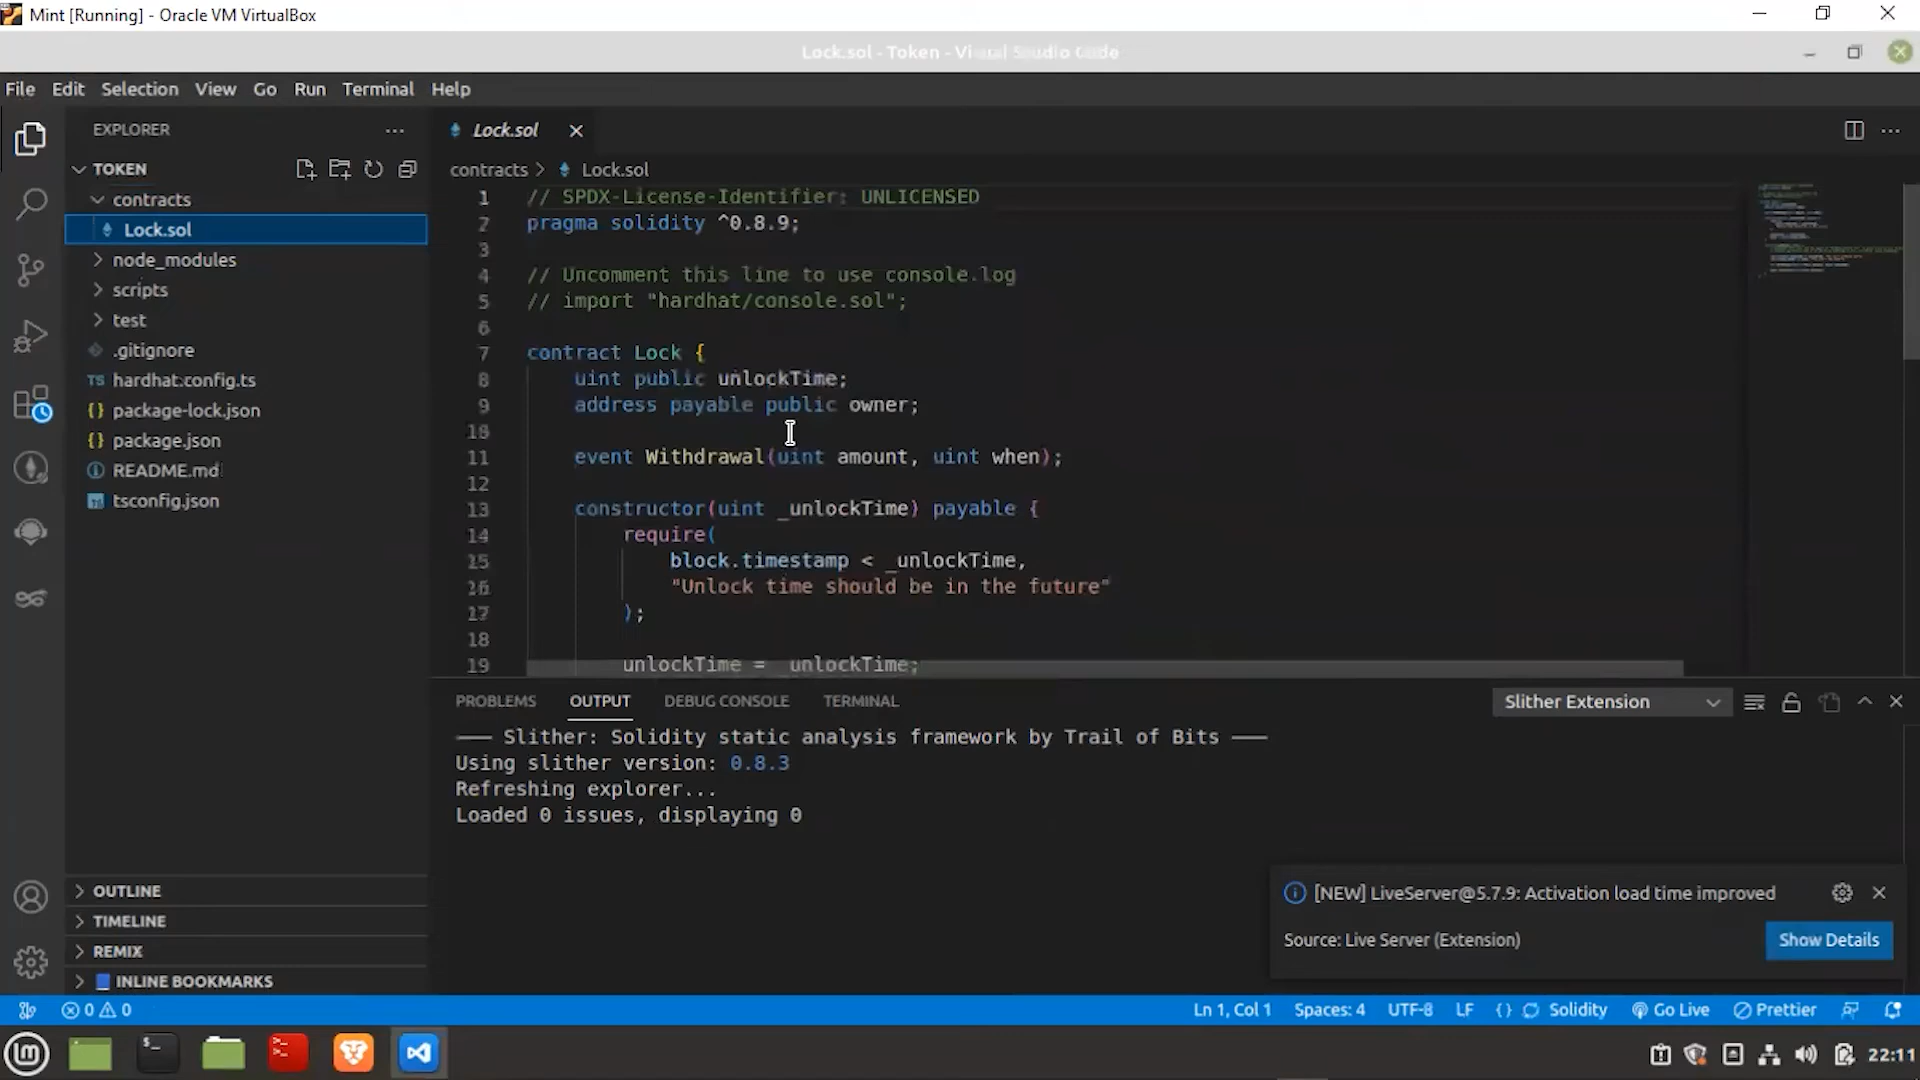 Mint [Running] - Oracle VM VirtualBox
Lock.sol - Token - Visual Studio Code
File Edit Selection View Go Run Terminal Help
EXPLORER
TOKEN
contracts
Lock.sol
node_modules
scripts
test
.gitignore
hardhat.config.ts
package-lock.json
package.json
README.md
tsconfig.json
OUTLINE
TIMELINE
REMIX
INLINE BOOKMARKS
Lock.sol
contracts > Lock.sol
1 // SPDX-License-Identifier: UNLICENSED
2 pragma solidity ^0.8.9;
3
4 // Uncomment this line to use console.log
5 // import "hardhat/console.sol";
6
7 contract Lock {
8 uint public unlockTime;
9 address payable public owner;
10
11 event Withdrawal(uint amount, uint when);
12
13 constructor(uint _unlockTime) payable {
14 require(
15 block.timestamp < _unlockTime,
16 "Unlock time should be in the future"
17 );
18
19 unlockTime = _unlockTime;
PROBLEMS OUTPUT DEBUG CONSOLE TERMINAL
Slither Extension
Slither: Solidity static analysis framework by Trail of Bits
Using slither version: 0.8.3
Refreshing explorer...
Loaded 0 issues, displaying 0
[NEW] LiveServer@5.7.9: Activation load time improved
Source: Live Server (Extension)
Show Details
0 0
Ln 1, Col 1 Spaces: 4 UTF-8 LF {} Solidity Go Live Prettier
22:11